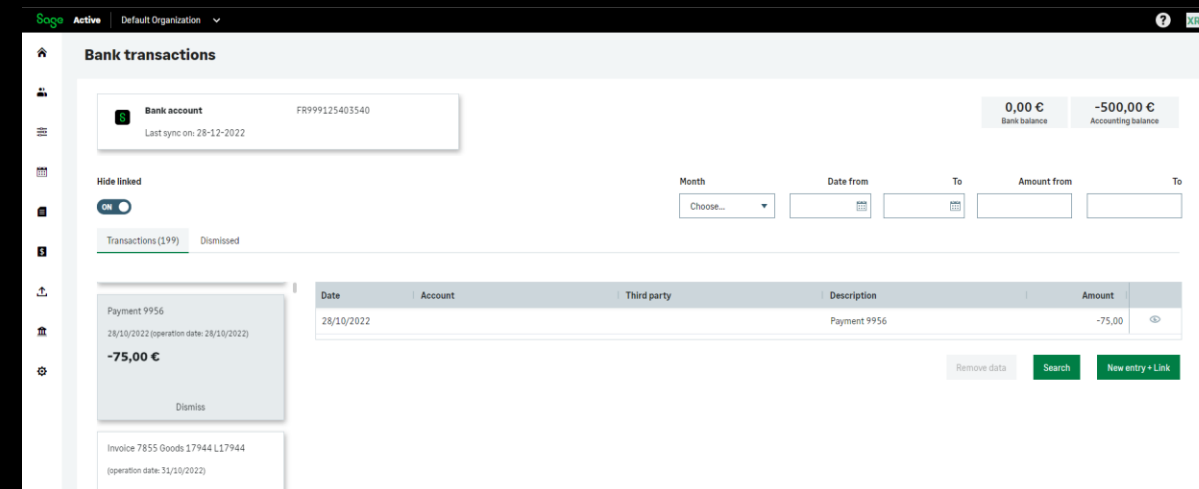 Sage Active Default Organization
XR
Bank transactions
Bank account FR999125403540
Last sync on: 28-12-2022
0,00 € -500,00 €
Bank balance Accounting balance
Hide linked Month Date from To Amount from To
ON Choose...
Transactions (199) Dismissed
Date Account Third party Description Amount
28/10/2022 Payment 9956 -75,00
Payment 9956
28/10/2022 (operation date: 28/10/2022)
-75,00 €
Dismiss
Remove data Search New entry + Link
Invoice 7855 Goods 17944 L17944
(operation date: 31/10/2022)